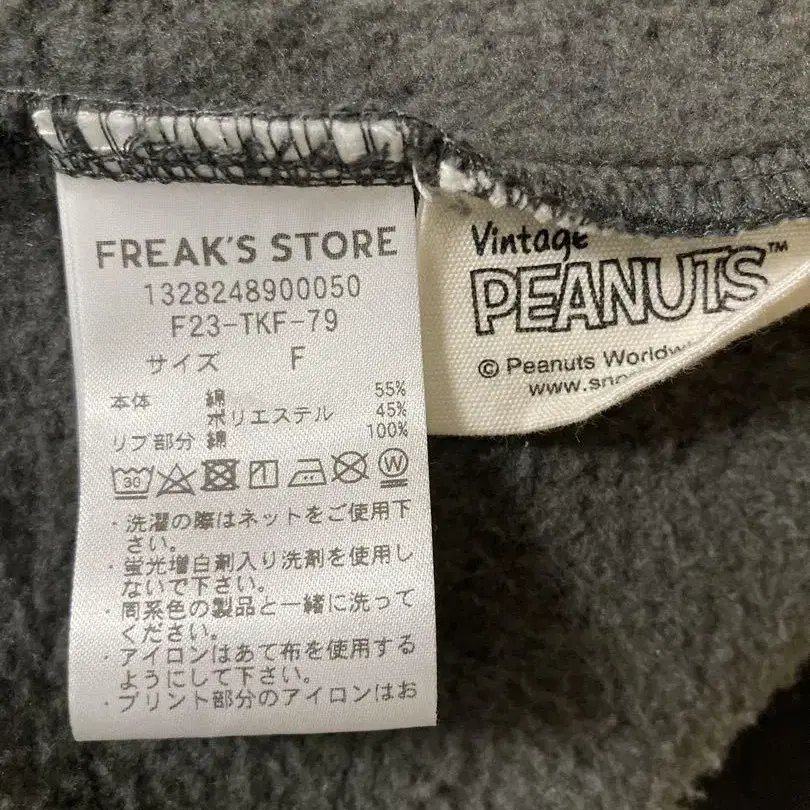 FREAK'S STORE
1328248900050
F23-TKF-79
サイズ F
本体 綿 55%
ポリエステル 45%
リブ部分 綿 100%
30
W
・洗濯の際はネットをご使用下
さい。
・蛍光増白剤入り洗剤を使用し
ないで下さい。
・同系色の製品と一緒に洗って
ください。
・アイロンはあて布を使用する
ようにして下さい。
・プリント部分のアイロンはお
Vintage
PEANUTS™
© Peanuts
www.